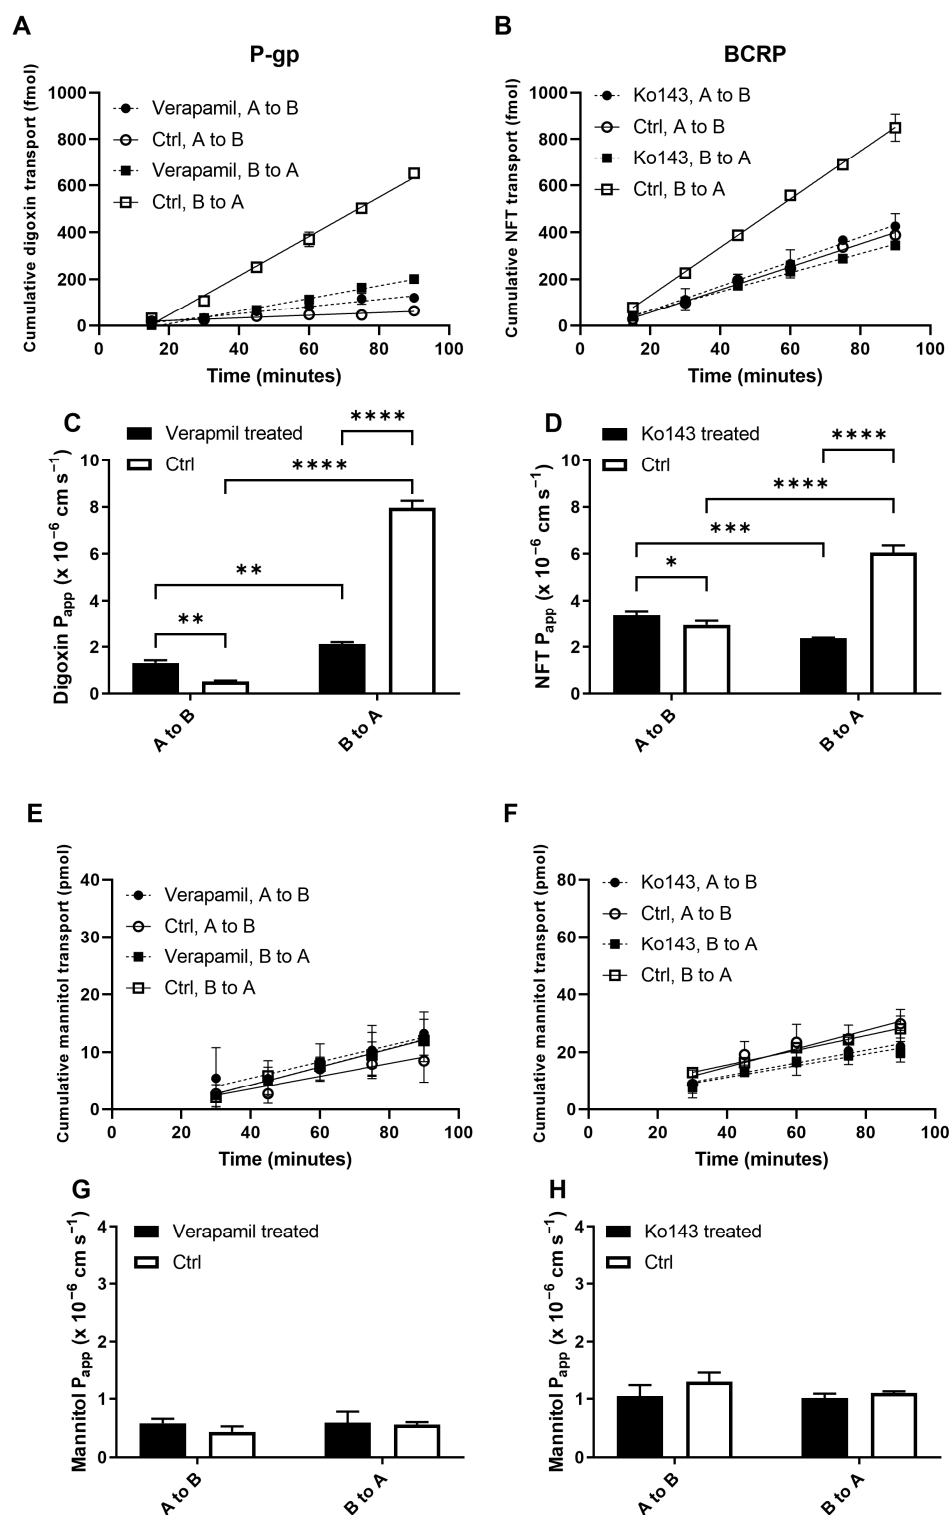 A
P-gp
Cumulative digoxin transport (fmol)
1000
800
600
400
200
0
Verapamil, A to B
Ctrl, A to B
Verapamil, B to A
Ctrl, B to A
0 20 40 60 80 100
Time (minutes)
B
BCRP
Cumulative NFT transport (fmol)
1000
800
600
400
200
0
Ko143, A to B
Ctrl, A to B
Ko143, B to A
Ctrl, B to A
0 20 40 60 80 100
Time (minutes)
C
Verapmil treated
Ctrl
Digoxin Papp (x 10−6 cm s−1)
10
8
6
4
2
0
****
****
**
**
A to B
B to A
D
Ko143 treated
Ctrl
NFT Papp (x 10−6 cm s−1)
10
8
6
4
2
0
****
****
***
*
A to B
B to A
E
Cumulative mannitol transport (pmol)
40
30
20
10
0
Verapamil, A to B
Ctrl, A to B
Verapamil, B to A
Ctrl, B to A
0 20 40 60 80 100
Time (minutes)
F
Cumulative mannitol transport (pmol)
80
60
40
20
0
Ko143, A to B
Ctrl, A to B
Ko143, B to A
Ctrl, B to A
0 20 40 60 80 100
Time (minutes)
G
Verapamil treated
Ctrl
Mannitol Papp (x 10−6 cm s−1)
4
3
2
1
0
A to B
B to A
H
Ko143 treated
Ctrl
Mannitol Papp (x 10−6 cm s−1)
4
3
2
1
0
A to B
B to A